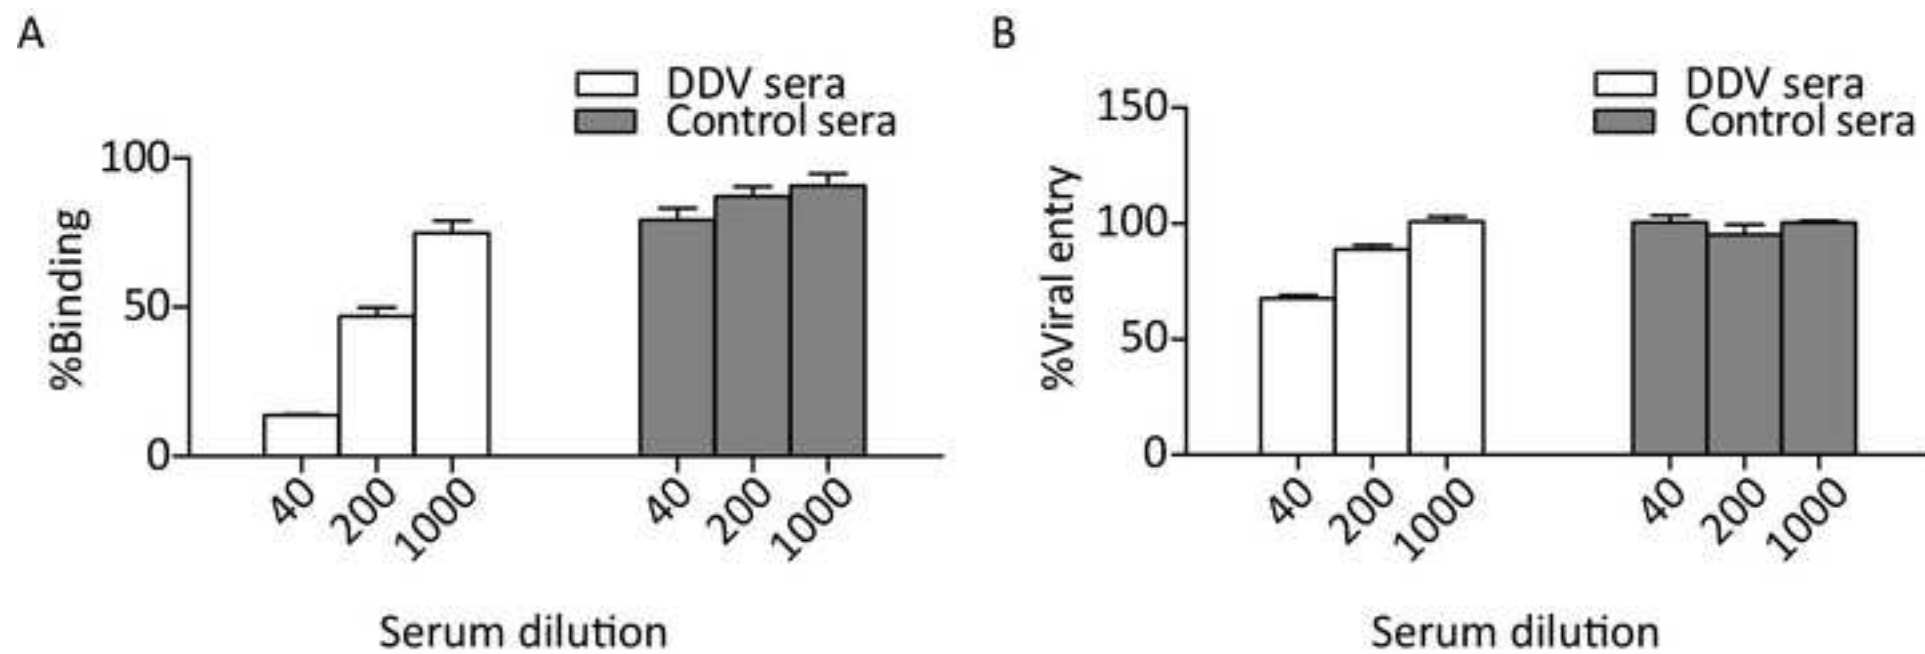 A
DDV sera
Control sera
100
50
0
%Binding
40
200
1000
40
200
1000
Serum dilution
B
DDV sera
Control sera
150
100
50
0
%Viral entry
40
200
1000
40
200
1000
Serum dilution